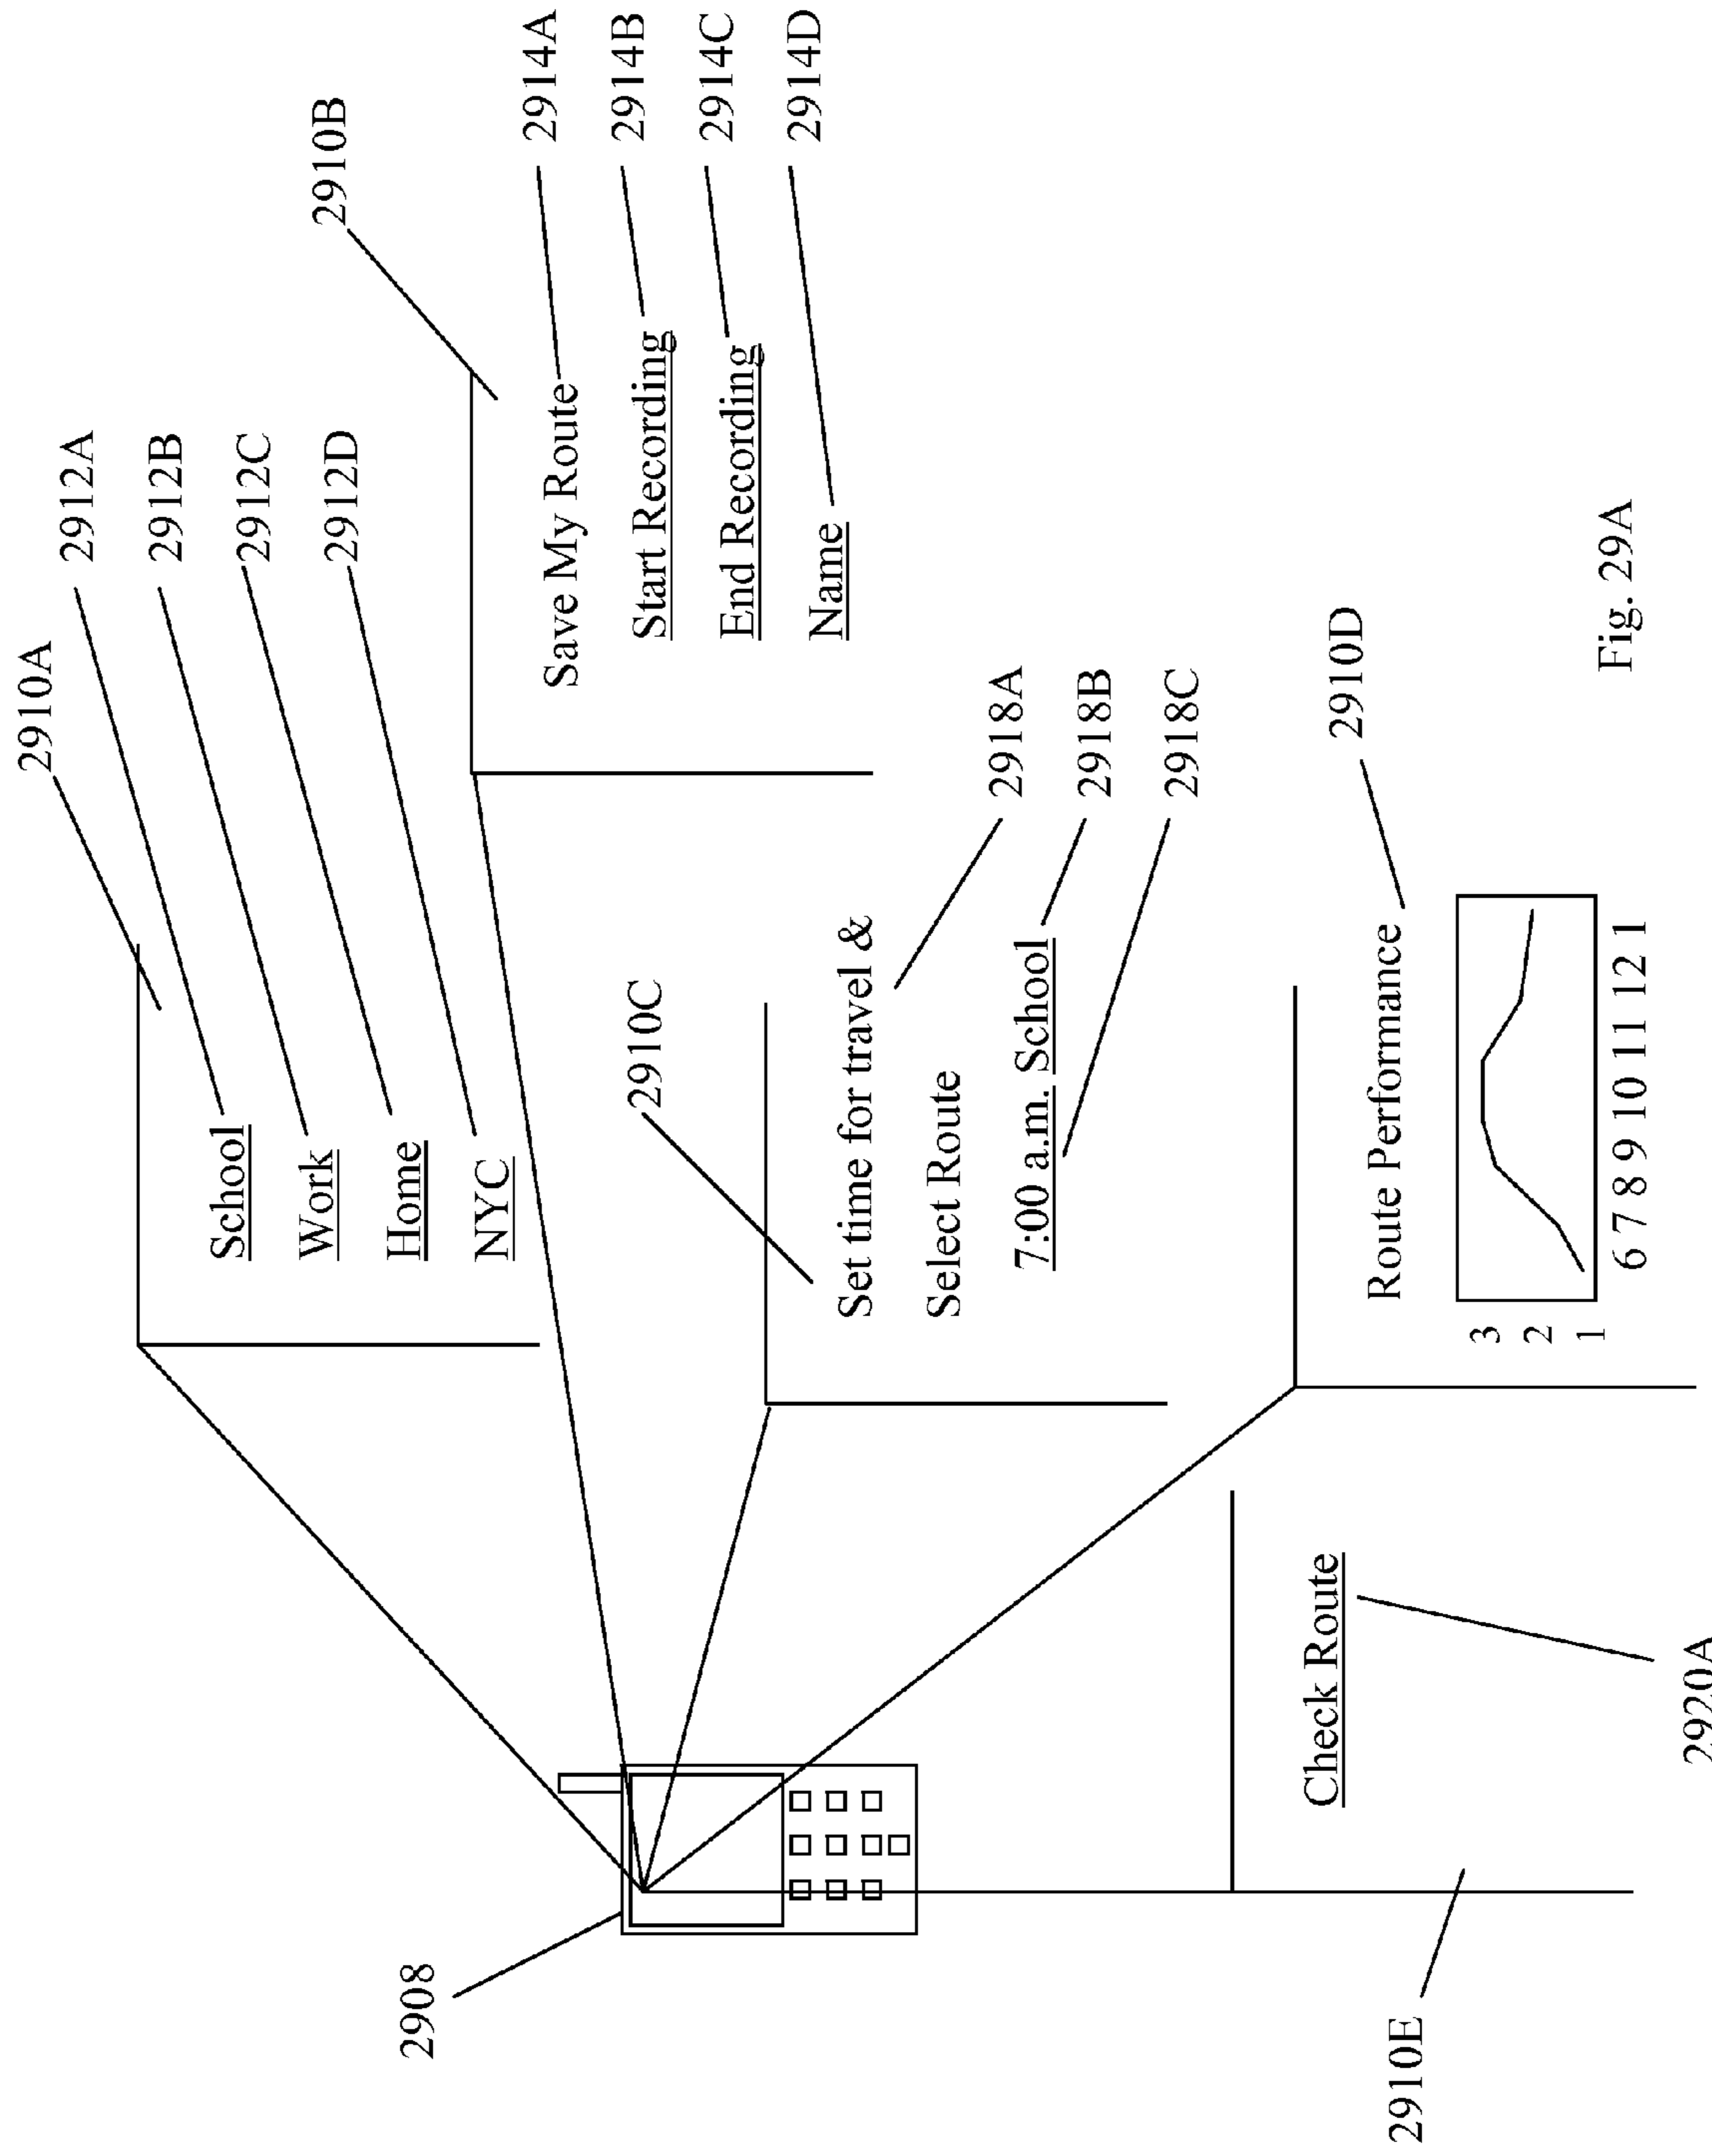 2910A
2912A
2912B
2912C
2912D
School
Work
Home
NYC
2910B
Save My Route
Start Recording
End Recording
Name
2914A
2914B
2914C
2914D
2908
2910C
Set time for travel &
Select Route
7:00 a.m. School
2918A
2918B
2918C
2910D
Route Performance
3
2
1
6 7 8 9 10 11 12 1
Check Route
2910E
2920A
Fig. 29A